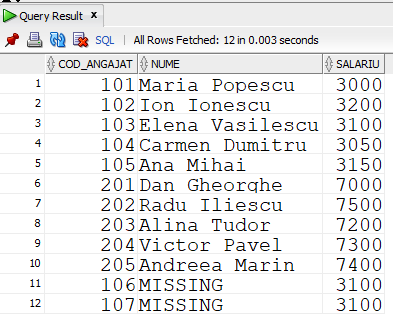 Query Result x
SQL | All Rows Fetched: 12 in 0.003 seconds
COD_ANGAJAT NUME SALARIU
1 101 Maria Popescu 3000
2 102 Ion Ionescu 3200
3 103 Elena Vasilescu 3100
4 104 Carmen Dumitru 3050
5 105 Ana Mihai 3150
6 201 Dan Gheorghe 7000
7 202 Radu Iliescu 7500
8 203 Alina Tudor 7200
9 204 Victor Pavel 7300
10 205 Andreea Marin 7400
11 106 MISSING 3100
12 107 MISSING 3100